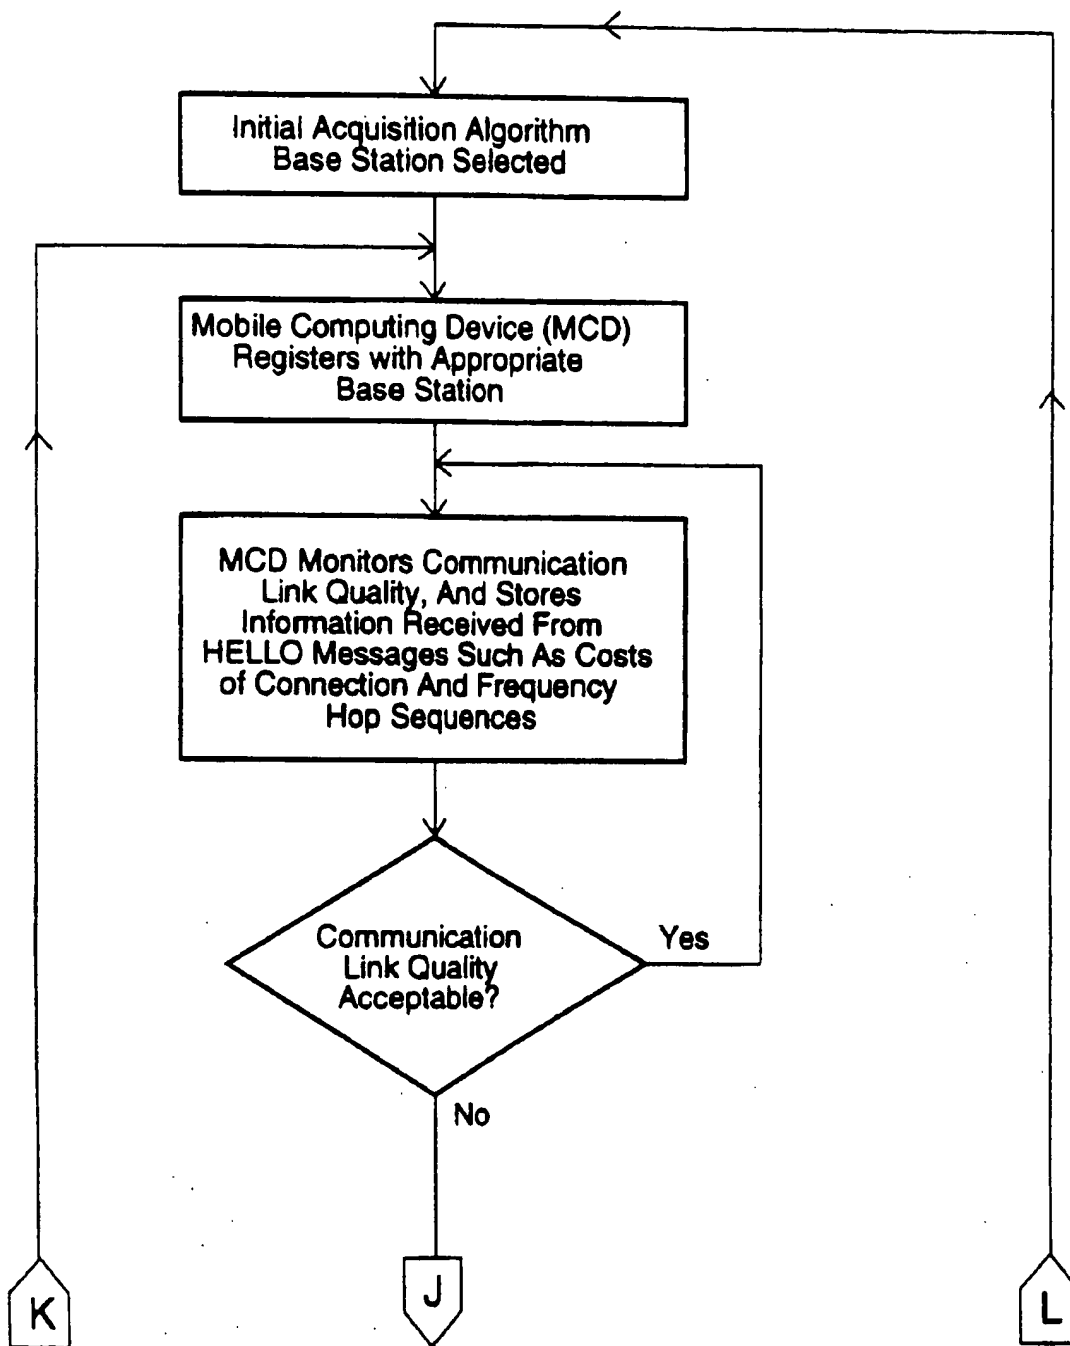 Initial Acquisition Algorithm
Base Station Selected
Mobile Computing Device (MCD)
Registers with Appropriate
Base Station
MCD Monitors Communication
Link Quality, And Stores
Information Received From
HELLO Messages Such As Costs
of Connection And Frequency
Hop Sequences
Communication
Link Quality
Acceptable?
Yes
No
K
J
L